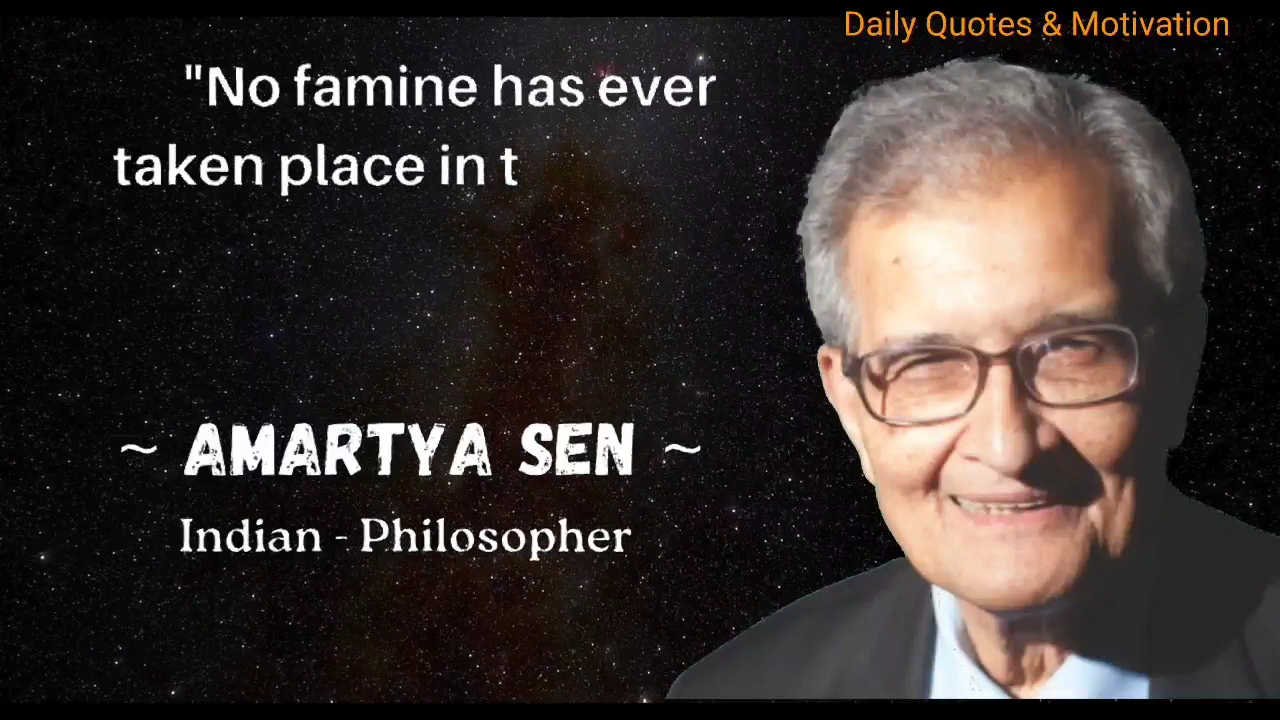 Daily Quotes & Motivation
"No famine has ever
taken place in t
~ AMARTYA SEN ~
Indian - Philosopher